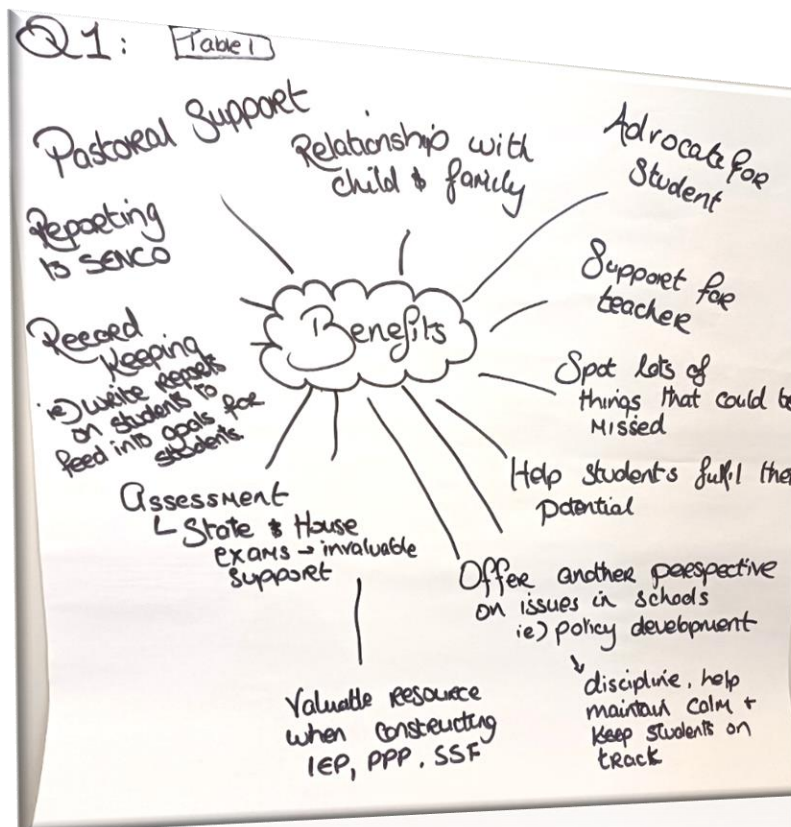 Q1: Table 1
Pastoral Support
Relationship with
child & family
Advocate for
Student
Reporting
to SENCO
Benefits
Support for
teacher
Record
Keeping
ie) write reports
on students to
feed into goals for
students
Spot lots of
things that could be
missed
Help students fulfil the
potential
Assessment
State & House
exams → invaluable
support
Offer another perspective
on issues in schools
ie) policy development
discipline, help
maintain calm +
keep students on
track
Valuable resource
when constructing
IEP, PPP, SSF